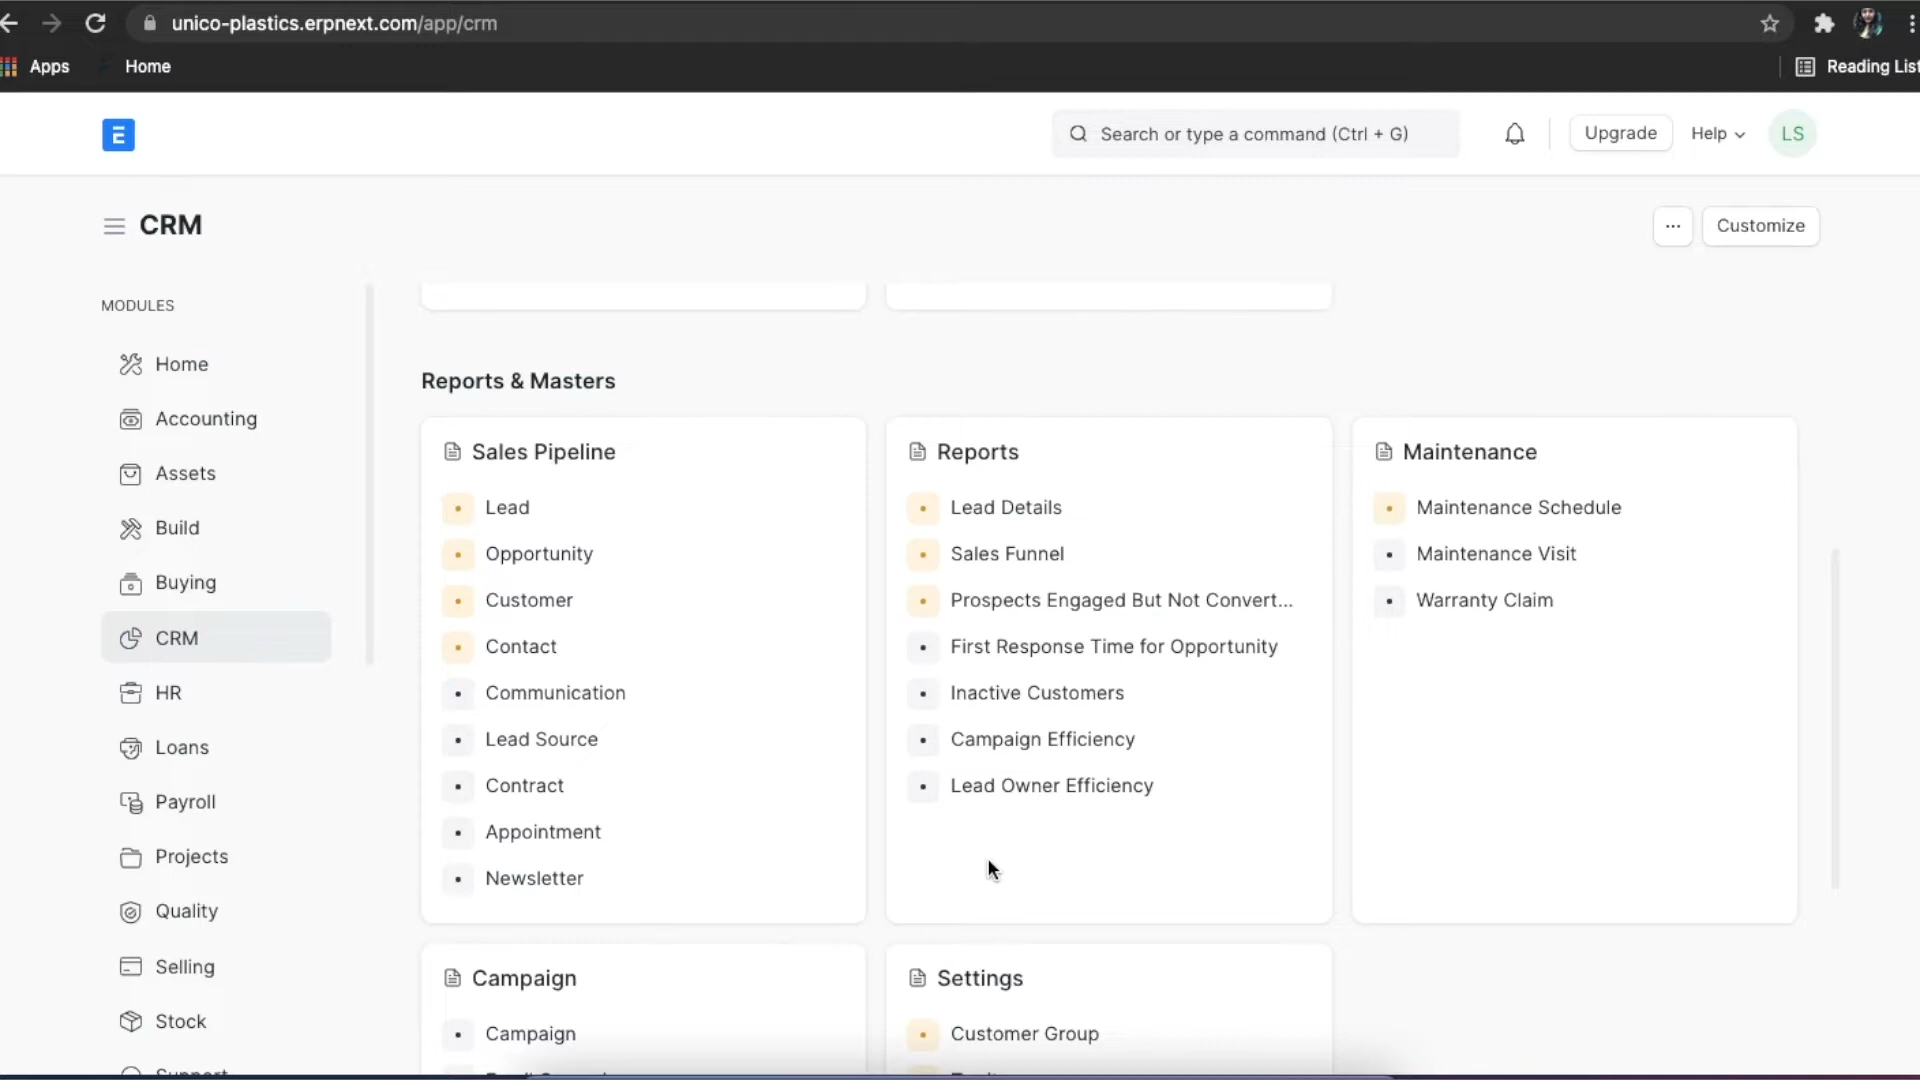 unico-plastics.erpnext.com/app/crm
Apps
Home
Reading List
E
Search or type a command (Ctrl + G)
Upgrade
Help
LS
CRM
...
Customize
MODULES
Home
Accounting
Assets
Build
Buying
CRM
HR
Loans
Payroll
Projects
Quality
Selling
Stock
Reports & Masters
Sales Pipeline
Lead
Opportunity
Customer
Contact
Communication
Lead Source
Contract
Appointment
Newsletter
Reports
Lead Details
Sales Funnel
Prospects Engaged But Not Convert...
First Response Time for Opportunity
Inactive Customers
Campaign Efficiency
Lead Owner Efficiency
Maintenance
Maintenance Schedule
Maintenance Visit
Warranty Claim
Campaign
Campaign
Settings
Customer Group